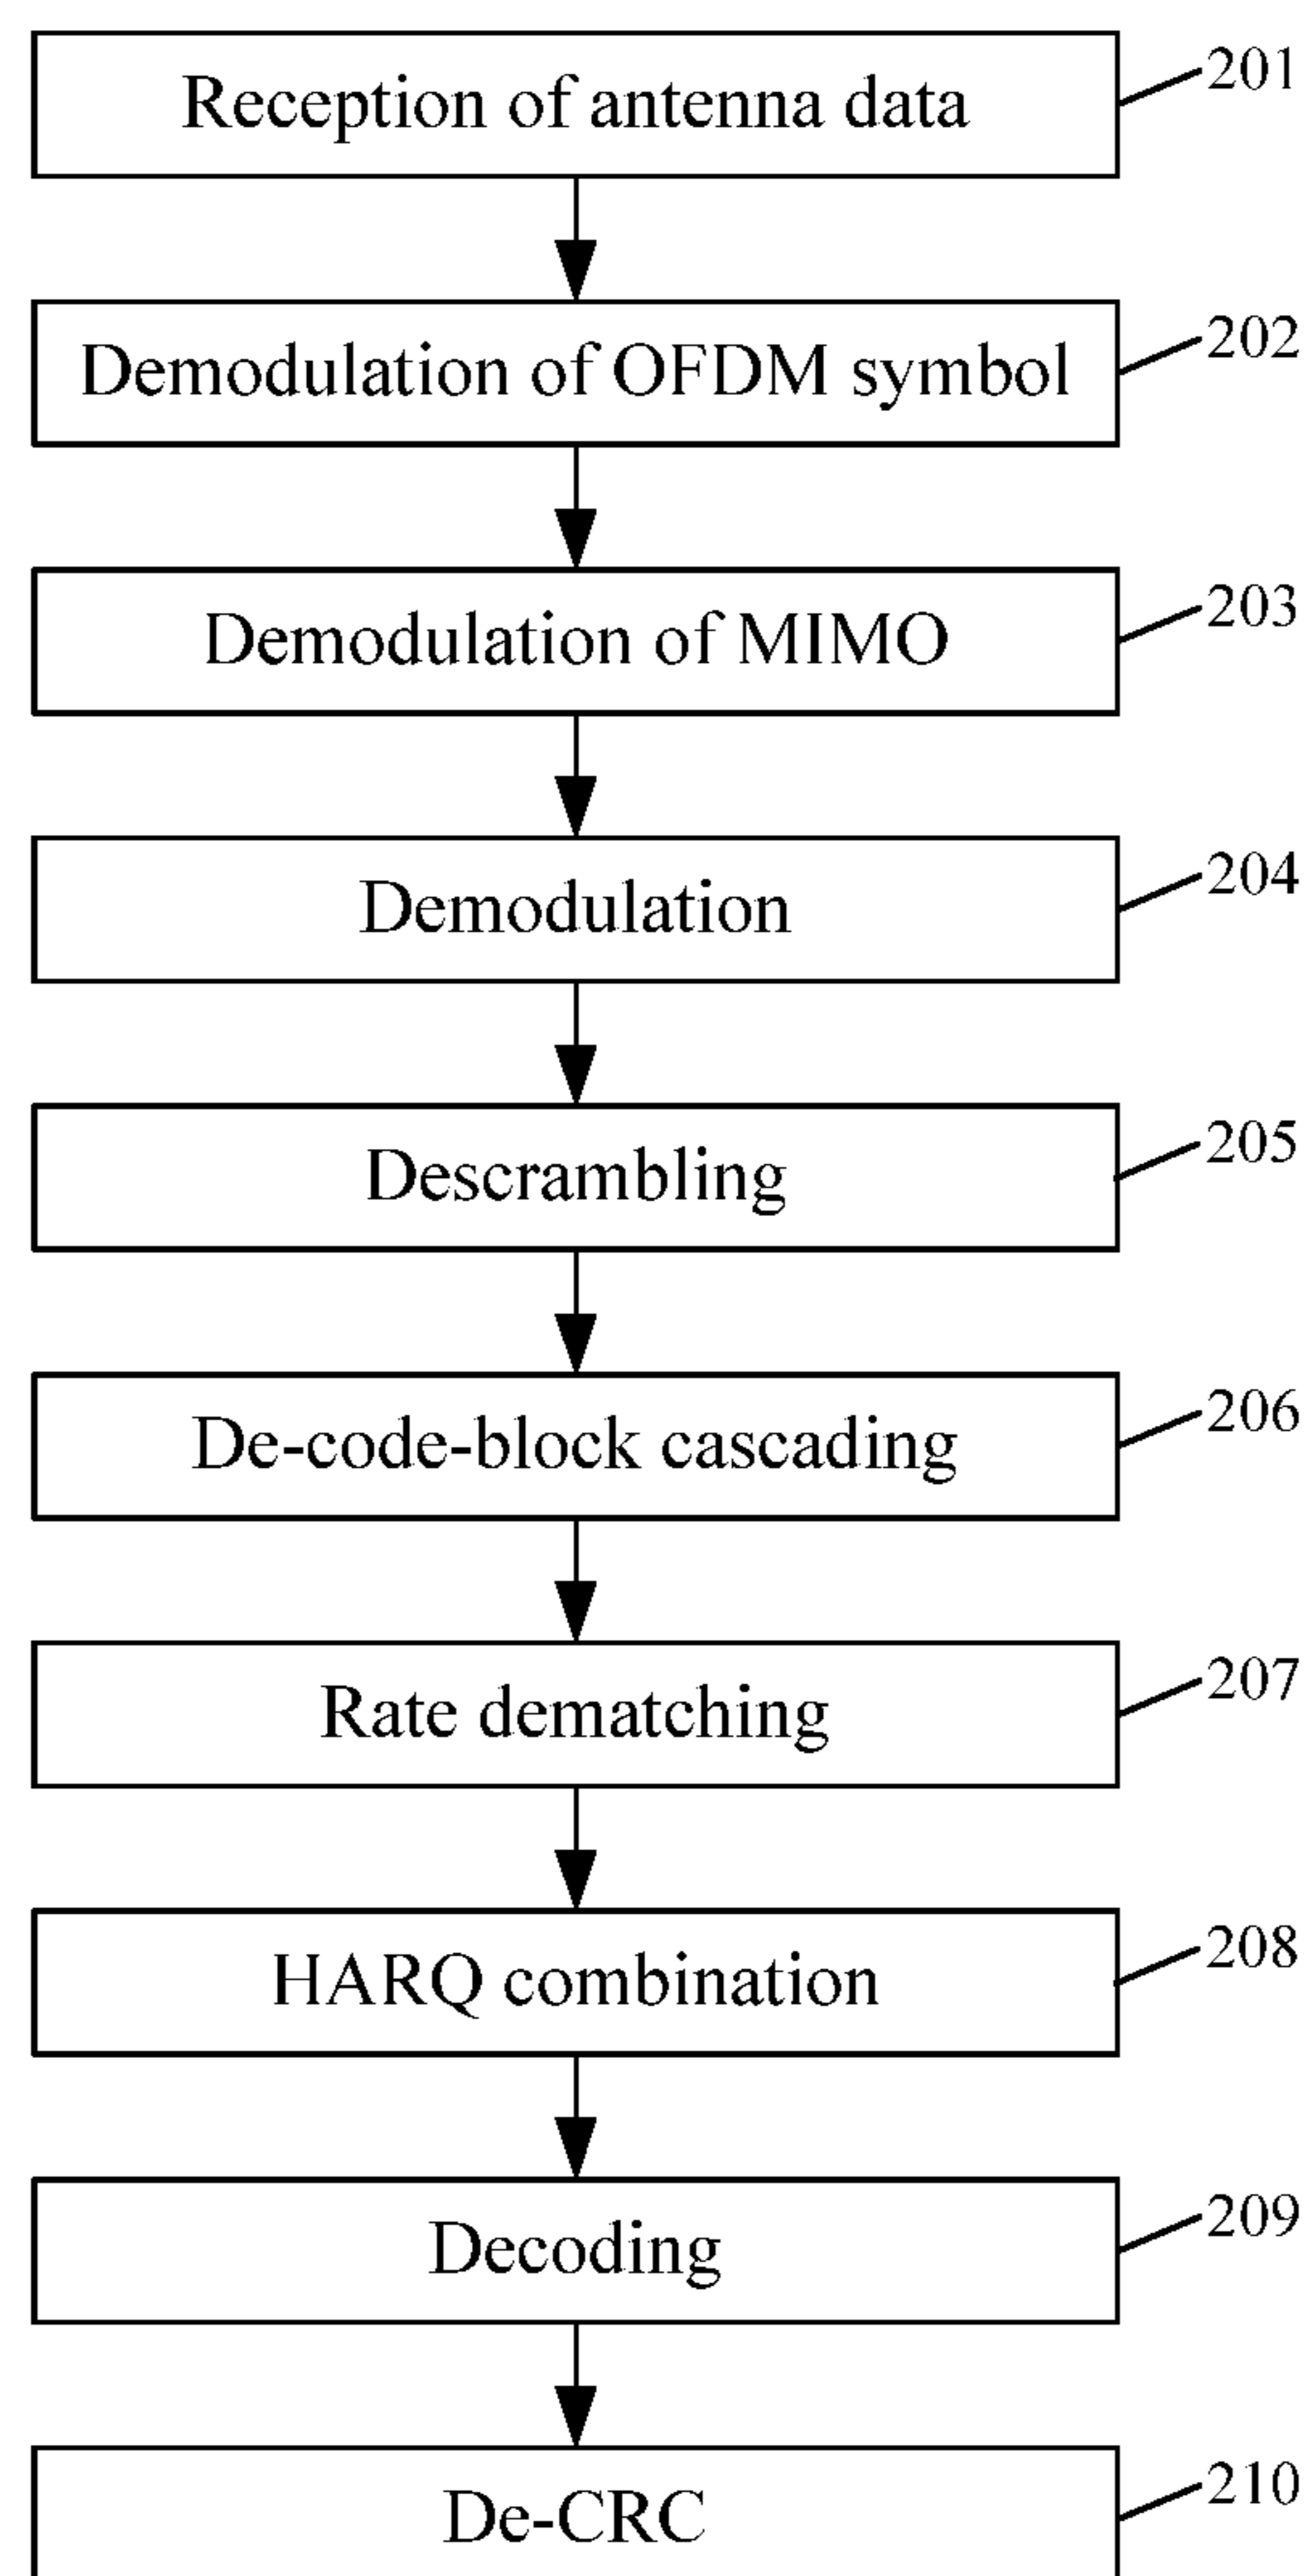 Reception of antenna data
201
Demodulation of OFDM symbol
202
Demodulation of MIMO
203
Demodulation
204
Descrambling
205
De-code-block cascading
206
Rate dematching
207
HARQ combination
208
Decoding
209
De-CRC
210